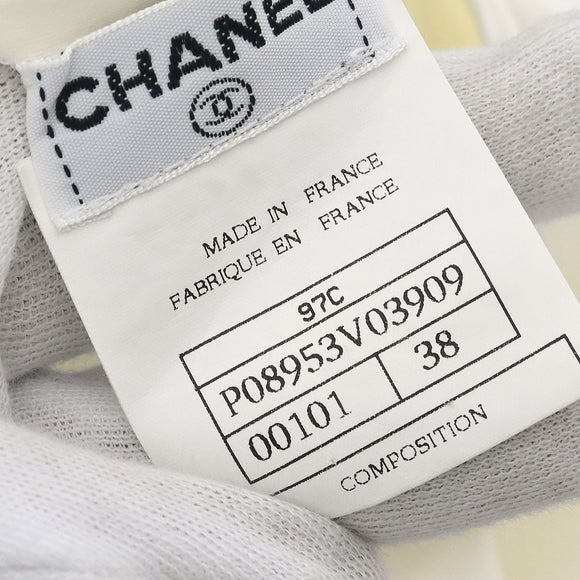 CHANEL
MADE IN FRANCE
FABRIQUE EN FRANCE
97C
P08953V03909
00101 38
COMPOSITION